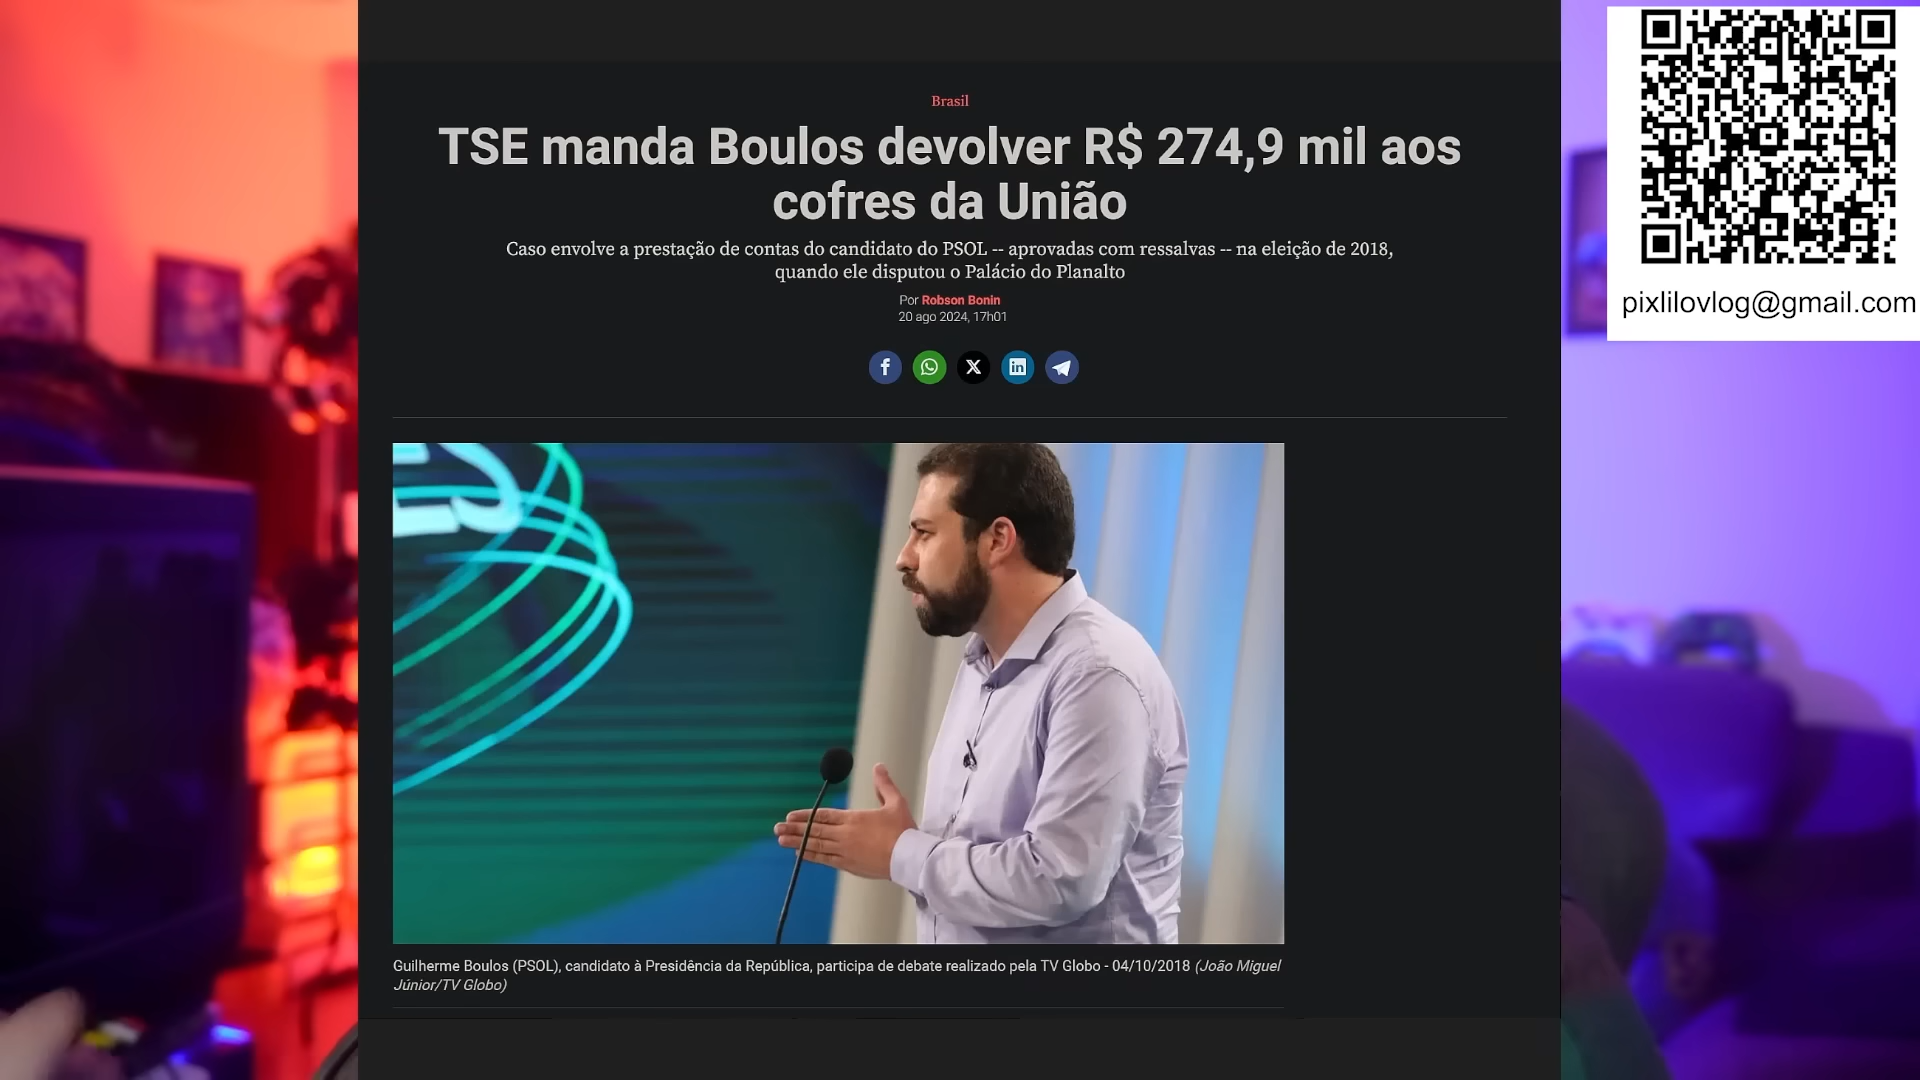 Brasil
TSE manda Boulos devolver R$ 274,9 mil aos
cofres da União
Caso envolve a prestação de contas do candidato do PSOL -- aprovadas com ressalvas -- na eleição de 2018,
quando ele disputou o Palácio do Planalto
Por Robson Bonin
20 ago 2024, 17h01
pixlilovlog@gmail.com
ES
Guilherme Boulos (PSOL), candidato à Presidência da República, participa de debate realizado pela TV Globo - 04/10/2018 (João Miguel
Júnior/TV Globo)